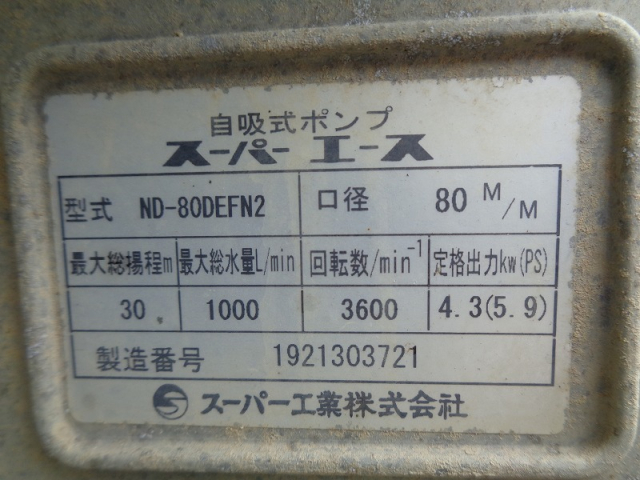 自吸式ポンプ
スーパーエース
型式 ND-80DEFN2 口径 80 M/M
最大総揚程m 最大総水量L/min 回転数/min⁻¹ 定格出力kw(PS)
30 1000 3600 4.3(5.9)
製造番号 1921303721
スーパー工業株式会社